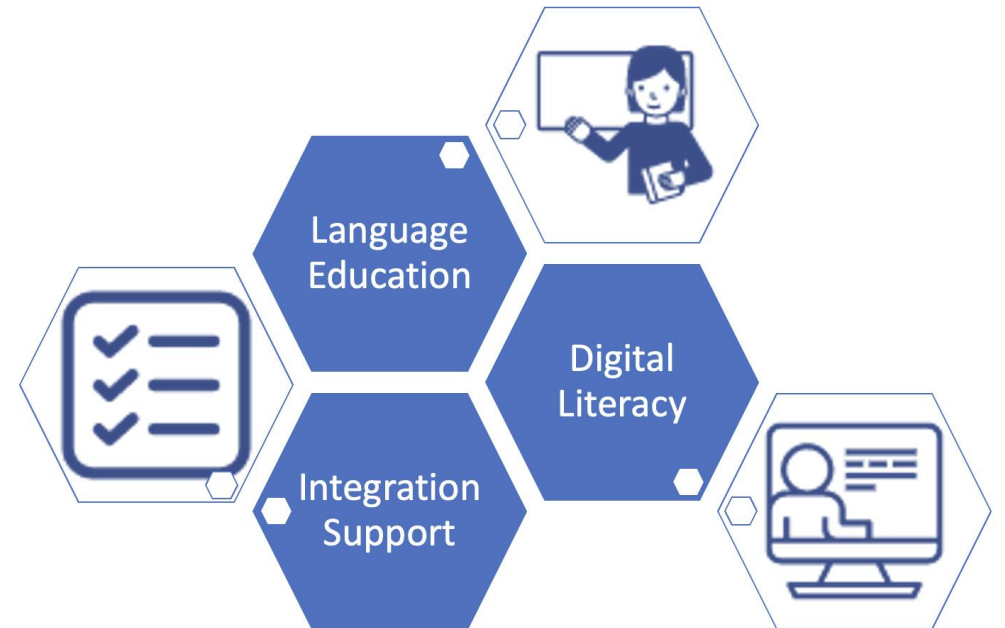 Language
Education
Digital
Literacy
Integration
Support